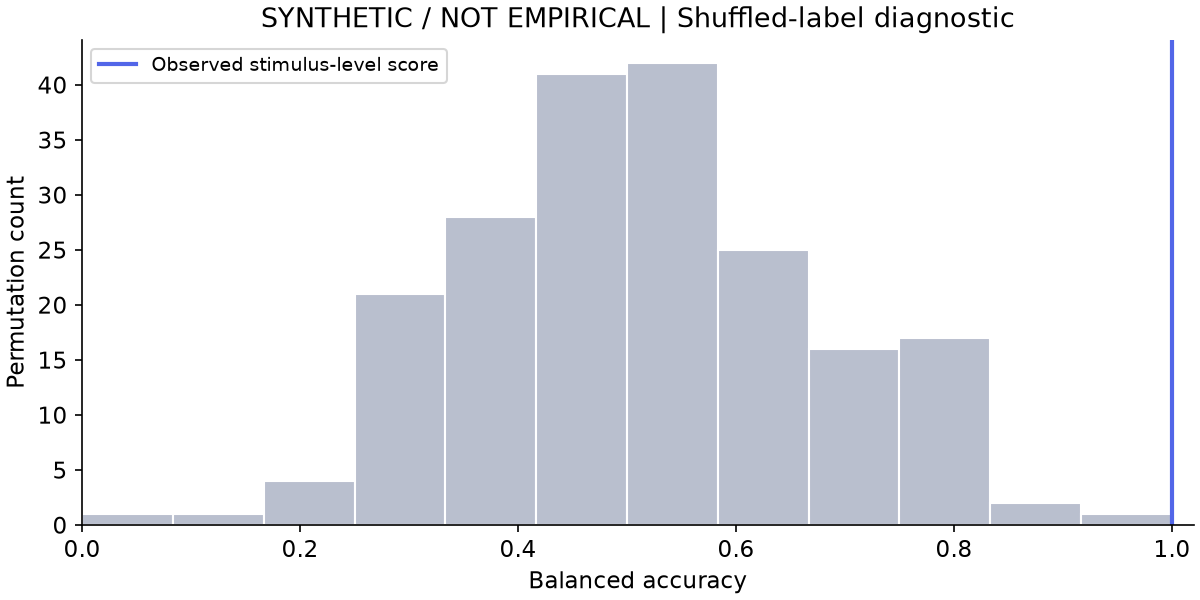 SYNTHETIC / NOT EMPIRICAL | Shuffled-label diagnostic
Observed stimulus-level score
Permutation count
40
35
30
25
20
15
10
5
0
0.0 0.2 0.4 0.6 0.8 1.0
Balanced accuracy